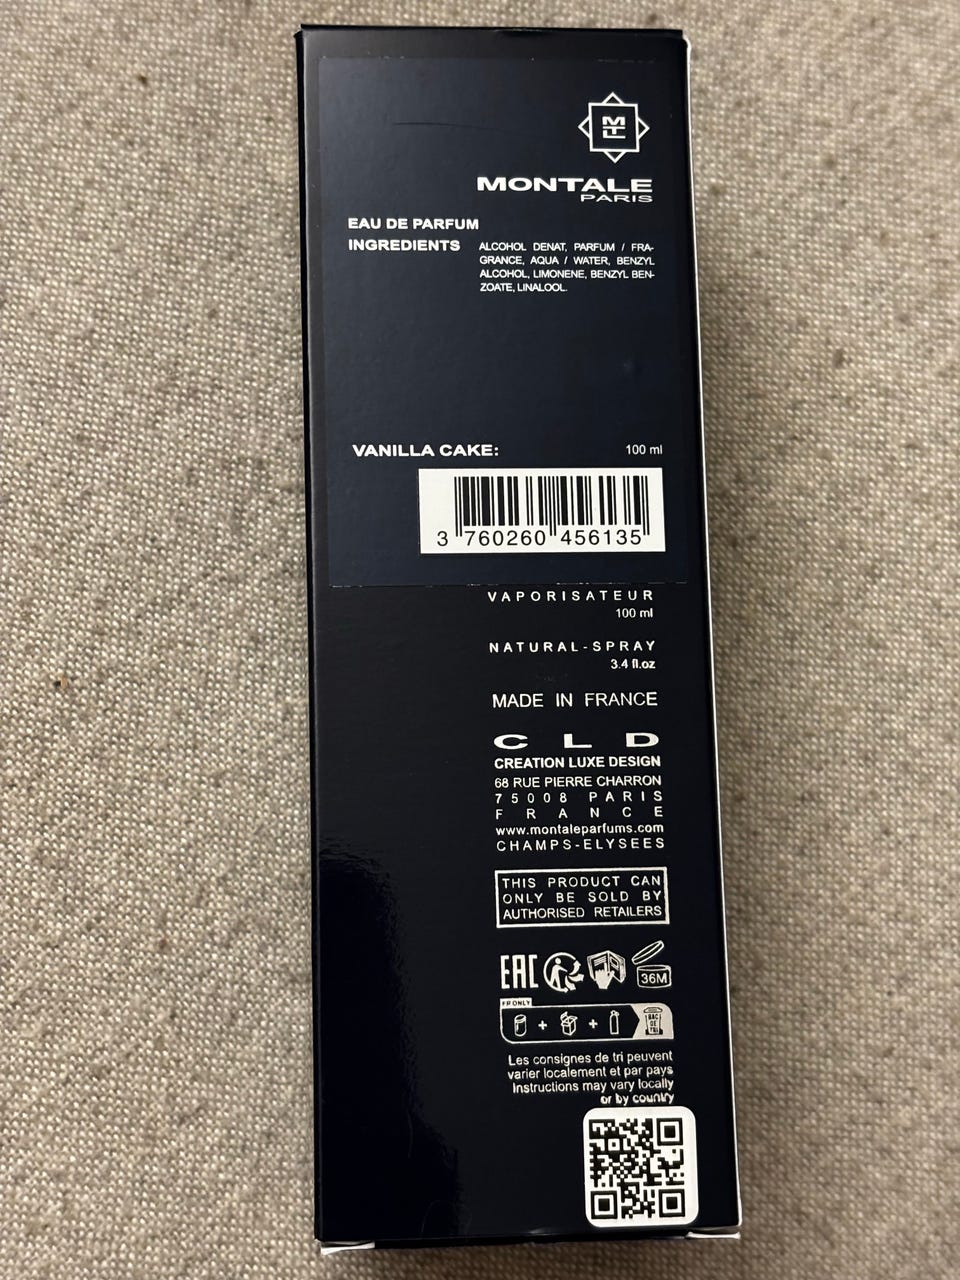 MTL
MONTALE
PARIS
EAU DE PARFUM
INGREDIENTS ALCOHOL DENAT, PARFUM / FRA-
GRANCE, AQUA / WATER, BENZYL
ALCOHOL, LIMONENE, BENZYL BEN-
ZOATE, LINALOOL.
VANILLA CAKE: 100 ml
3 760260 456135
VAPORISATEUR
100 ml
NATURAL-SPRAY
3.4 fl.oz
MADE IN FRANCE
CLD
CREATION LUXE DESIGN
68 RUE PIERRE CHARRON
75008 PARIS
FRANCE
www.montaleparfums.com
CHAMPS-ELYSEES
THIS PRODUCT CAN
ONLY BE SOLD BY
AUTHORISED RETAILERS
EAC 36M
FR ONLY
+ + BAC
DE
TRI
Les consignes de tri peuvent
varier localement et par pays
Instructions may vary locally
or by country